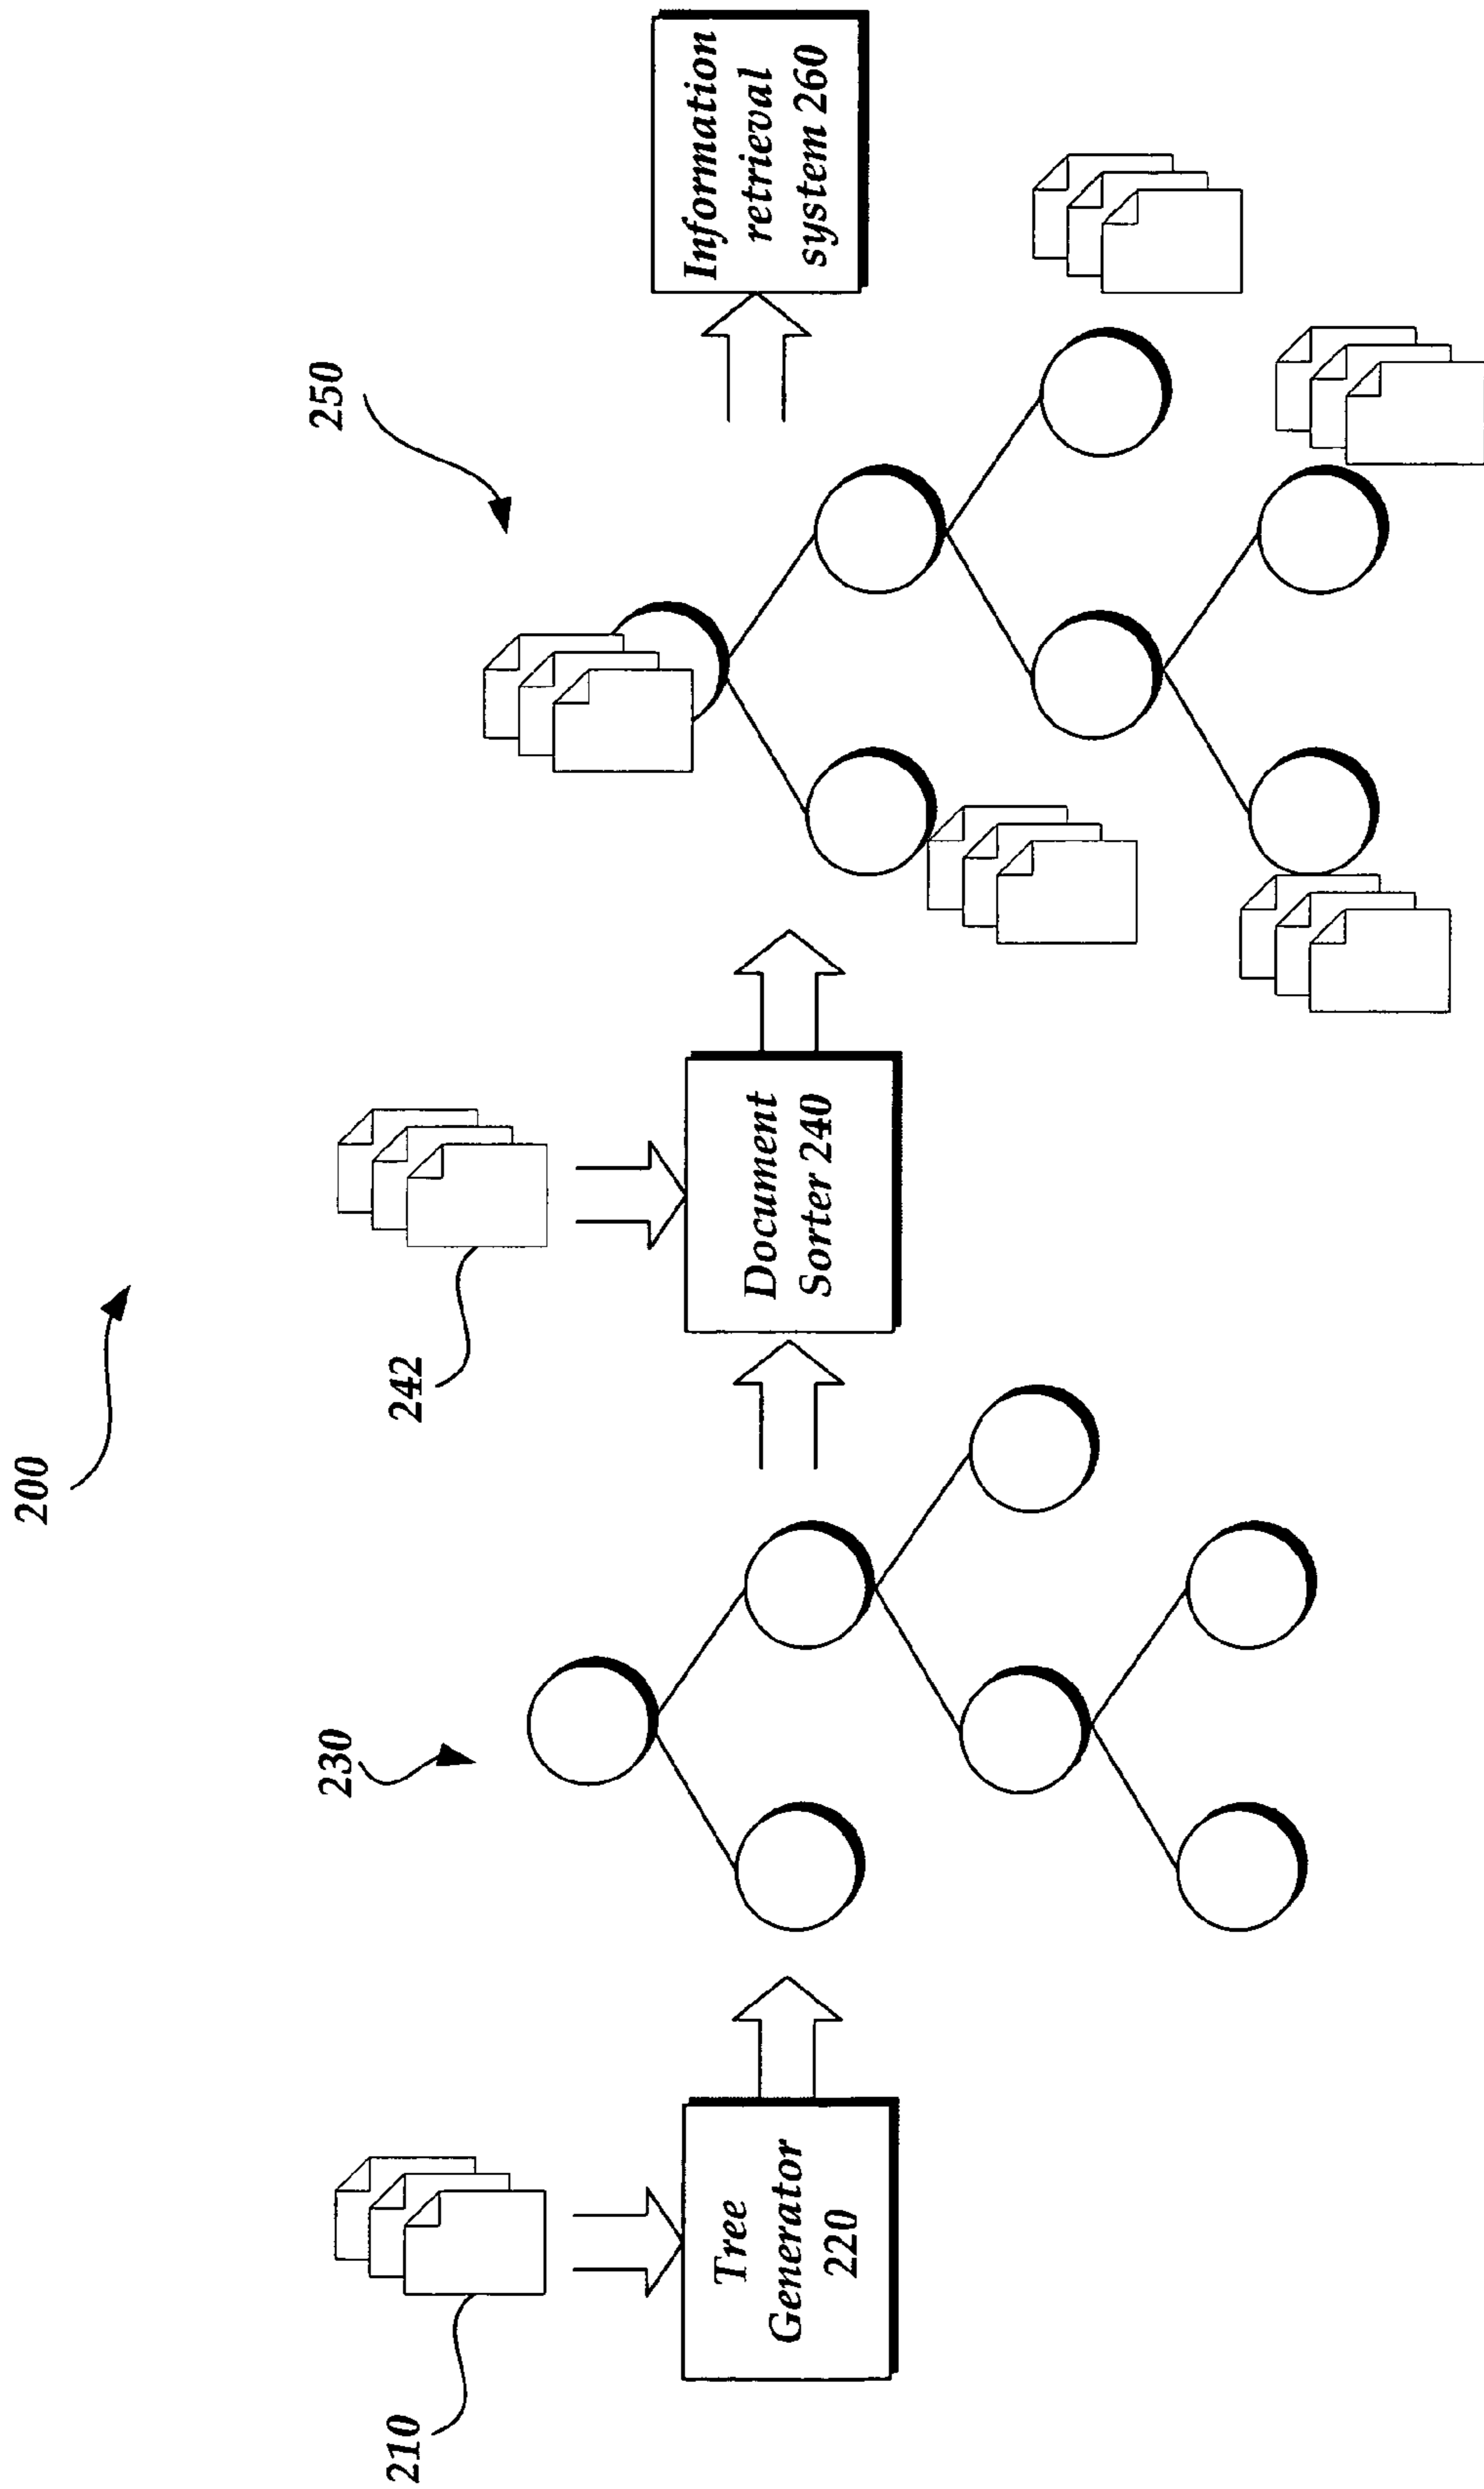 200
210
Tree
Generator
220
230
242
Document
Sorter 240
250
Information
retrieval
system 260